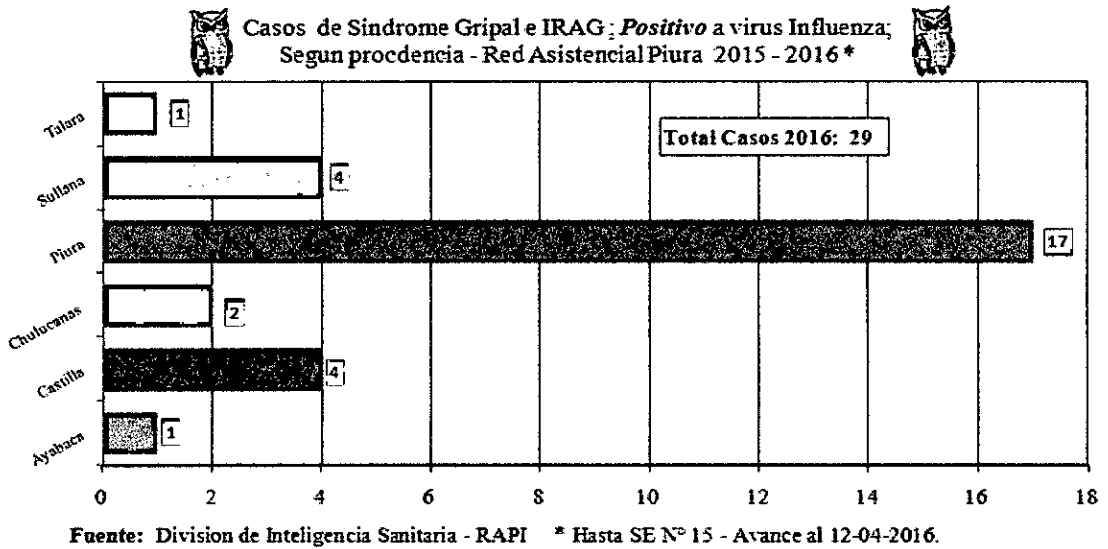 Casos de Sindrome Gripal e IRAG; Positivo a virus Influenza;
Segun procdencia - Red Asistencial Piura 2015 - 2016 *
Total Casos 2016: 29
Talara 1
Sullana 4
Piura 17
Chulucanas 2
Castilla 4
Ayabaca 1
0 2 4 6 8 10 12 14 16 18
Fuente: Division de Inteligencia Sanitaria - RAPI * Hasta SE Nº 15 - Avance al 12-04-2016.